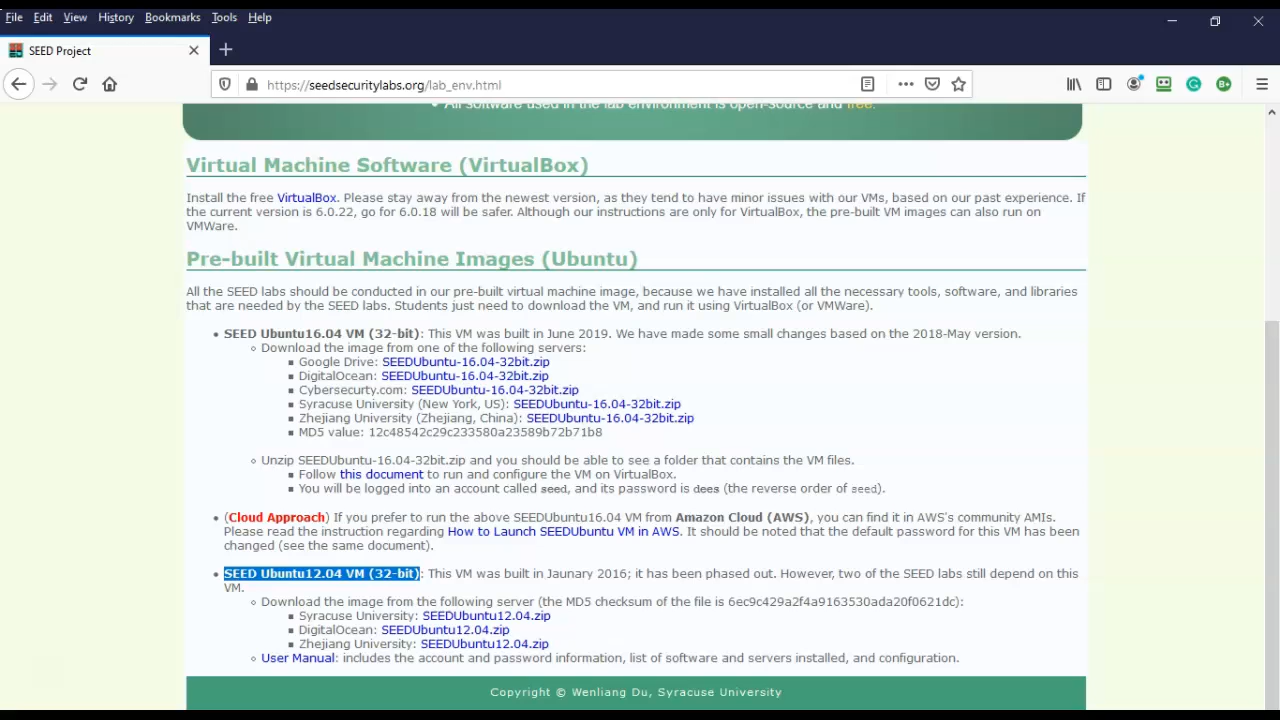 File Edit View History Bookmarks Tools Help
SEED Project
https://seedsecuritylabs.org/lab_env.html
• All software used in the lab environment is open-source and free.
Virtual Machine Software (VirtualBox)
Install the free VirtualBox. Please stay away from the newest version, as they tend to have minor issues with our VMs, based on our past experience. If
the current version is 6.0.22, go for 6.0.18 will be safer. Although our instructions are only for VirtualBox, the pre-built VM images can also run on
VMWare.
Pre-built Virtual Machine Images (Ubuntu)
All the SEED labs should be conducted in our pre-built virtual machine image, because we have installed all the necessary tools, software, and libraries
that are needed by the SEED labs. Students just need to download the VM, and run it using VirtualBox (or VMWare).
• SEED Ubuntu16.04 VM (32-bit): This VM was built in June 2019. We have made some small changes based on the 2018-May version.
Download the image from one of the following servers:
Google Drive: SEEDUbuntu-16.04-32bit.zip
DigitalOcean: SEEDUbuntu-16.04-32bit.zip
Cybersecurty.com: SEEDUbuntu-16.04-32bit.zip
Syracuse University (New York, US): SEEDUbuntu-16.04-32bit.zip
Zhejiang University (Zhejiang, China): SEEDUbuntu-16.04-32bit.zip
MD5 value: 12c48542c29c233580a23589b72b71b8
Unzip SEEDUbuntu-16.04-32bit.zip and you should be able to see a folder that contains the VM files.
Follow this document to run and configure the VM on VirtualBox.
You will be logged into an account called seed, and its password is dees (the reverse order of seed).
• (Cloud Approach) If you prefer to run the above SEEDUbuntu16.04 VM from Amazon Cloud (AWS), you can find it in AWS's community AMIs.
Please read the instruction regarding How to Launch SEEDUbuntu VM in AWS. It should be noted that the default password for this VM has been
changed (see the same document).
• SEED Ubuntu12.04 VM (32-bit): This VM was built in Jaunary 2016; it has been phased out. However, two of the SEED labs still depend on this
VM.
Download the image from the following server (the MD5 checksum of the file is 6ec9c429a2f4a9163530ada20f0621dc):
Syracuse University: SEEDUbuntu12.04.zip
DigitalOcean: SEEDUbuntu12.04.zip
Zhejiang University: SEEDUbuntu12.04.zip
User Manual: includes the account and password information, list of software and servers installed, and configuration.
Copyright © Wenliang Du, Syracuse University